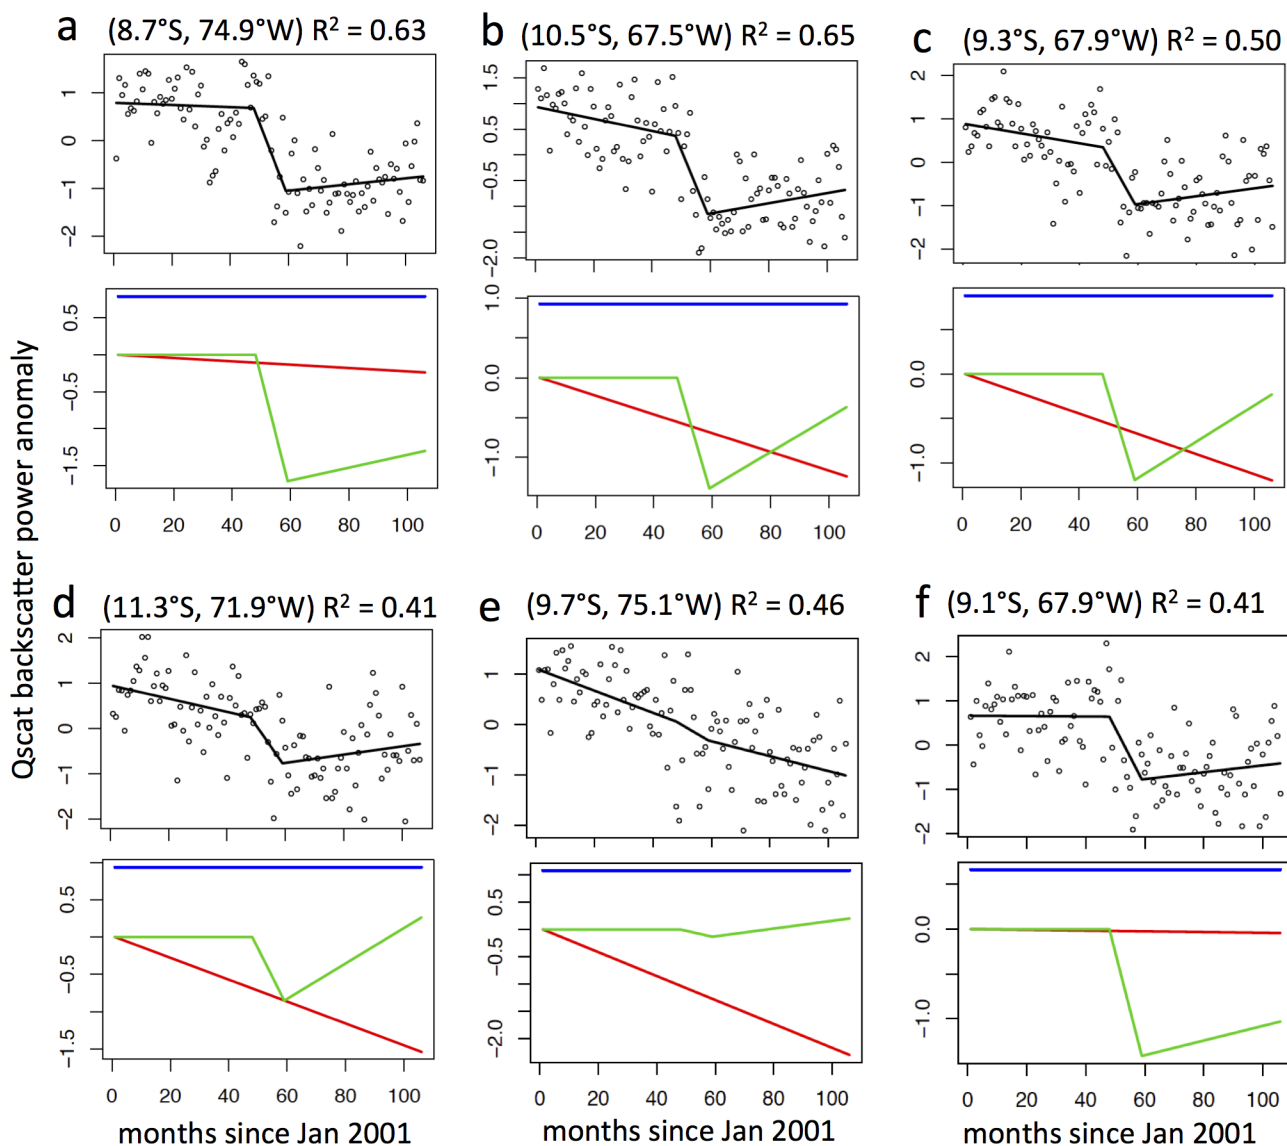 a (8.7°S, 74.9°W) R² = 0.63
1
0
−1
−2
0.5
−0.5
−1.5
0 20 40 60 80 100
b (10.5°S, 67.5°W) R² = 0.65
1.5
0.5
−0.5
−2.0
1.0
0.0
−1.0
0 20 40 60 80 100
c (9.3°S, 67.9°W) R² = 0.50
2
1
0
−1
−2
0.0
−1.0
0 20 40 60 80 100
Qscat backscatter power anomaly
d (11.3°S, 71.9°W) R² = 0.41
2
1
0
−1
−2
0.5
−0.5
−1.5
0 20 40 60 80 100
months since Jan 2001
e (9.7°S, 75.1°W) R² = 0.46
1
0
−1
−2
0.5
−0.5
−2.0
0 20 40 60 80 100
months since Jan 2001
f (9.1°S, 67.9°W) R² = 0.41
2
1
0
−1
−2
0.0
−1.0
0 20 40 60 80 100
months since Jan 2001